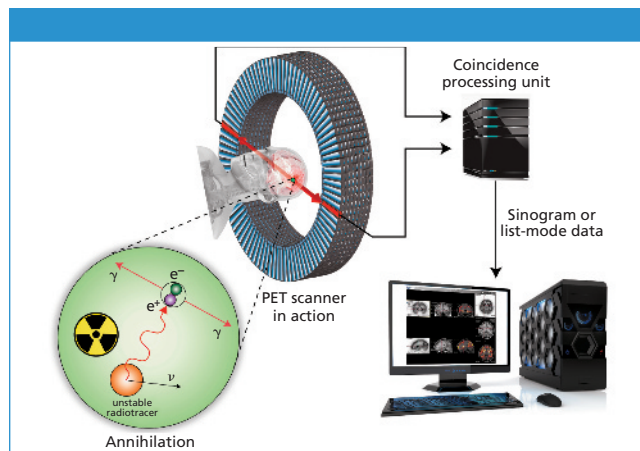 Coincidence
processing unit
Sinogram or
list-mode data
PET scanner
in action
γ
e−
e+
γ
ν
unstable
radiotracer
Annihilation